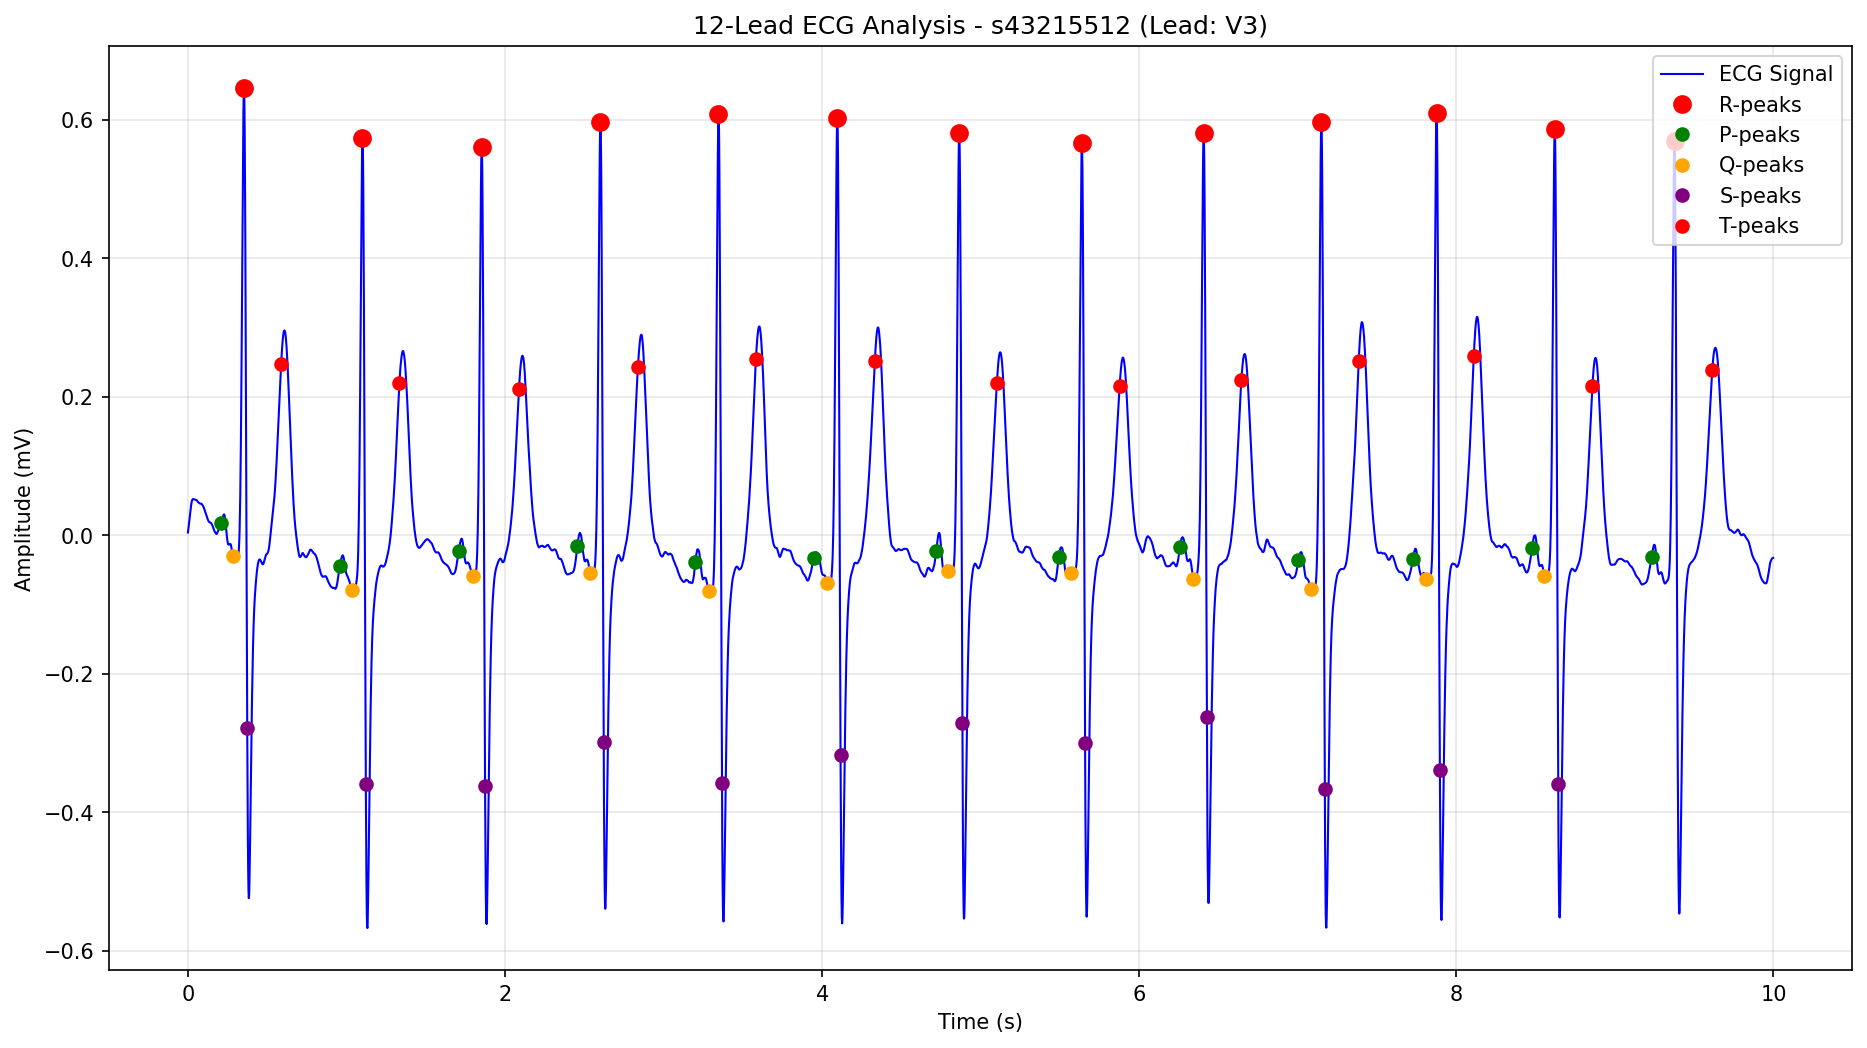 12-Lead ECG Analysis - s43215512 (Lead: V3)
ECG Signal
R-peaks
P-peaks
Q-peaks
S-peaks
T-peaks
Amplitude (mV)
0.6
0.4
0.2
0.0
−0.2
−0.4
−0.6
0 2 4 6 8 10
Time (s)